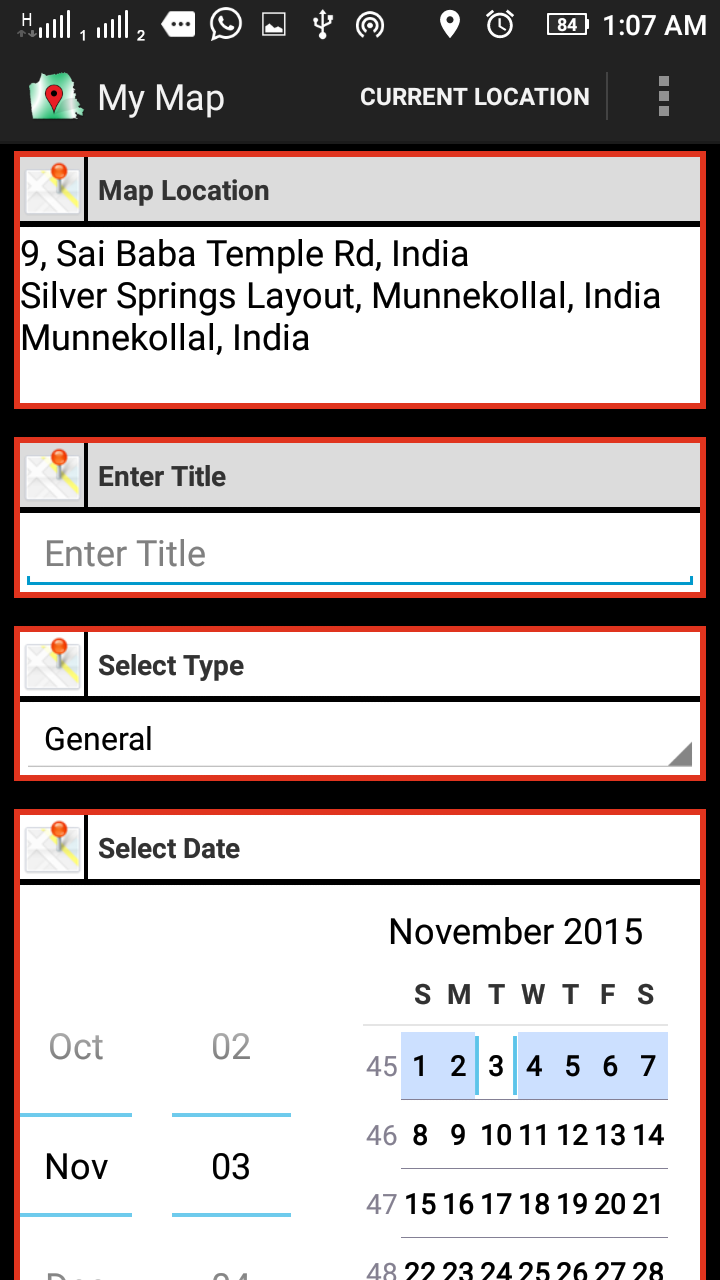 H 1 2 84 1:07 AM
My Map CURRENT LOCATION
Map Location
9, Sai Baba Temple Rd, India
Silver Springs Layout, Munnekollal, India
Munnekollal, India
Enter Title
Enter Title
Select Type
General
Select Date
November 2015
S M T W T F S
Oct 02
45 1 2 3 4 5 6 7
46 8 9 10 11 12 13 14
Nov 03
47 15 16 17 18 19 20 21
48 22 23 24 25 26 27 28